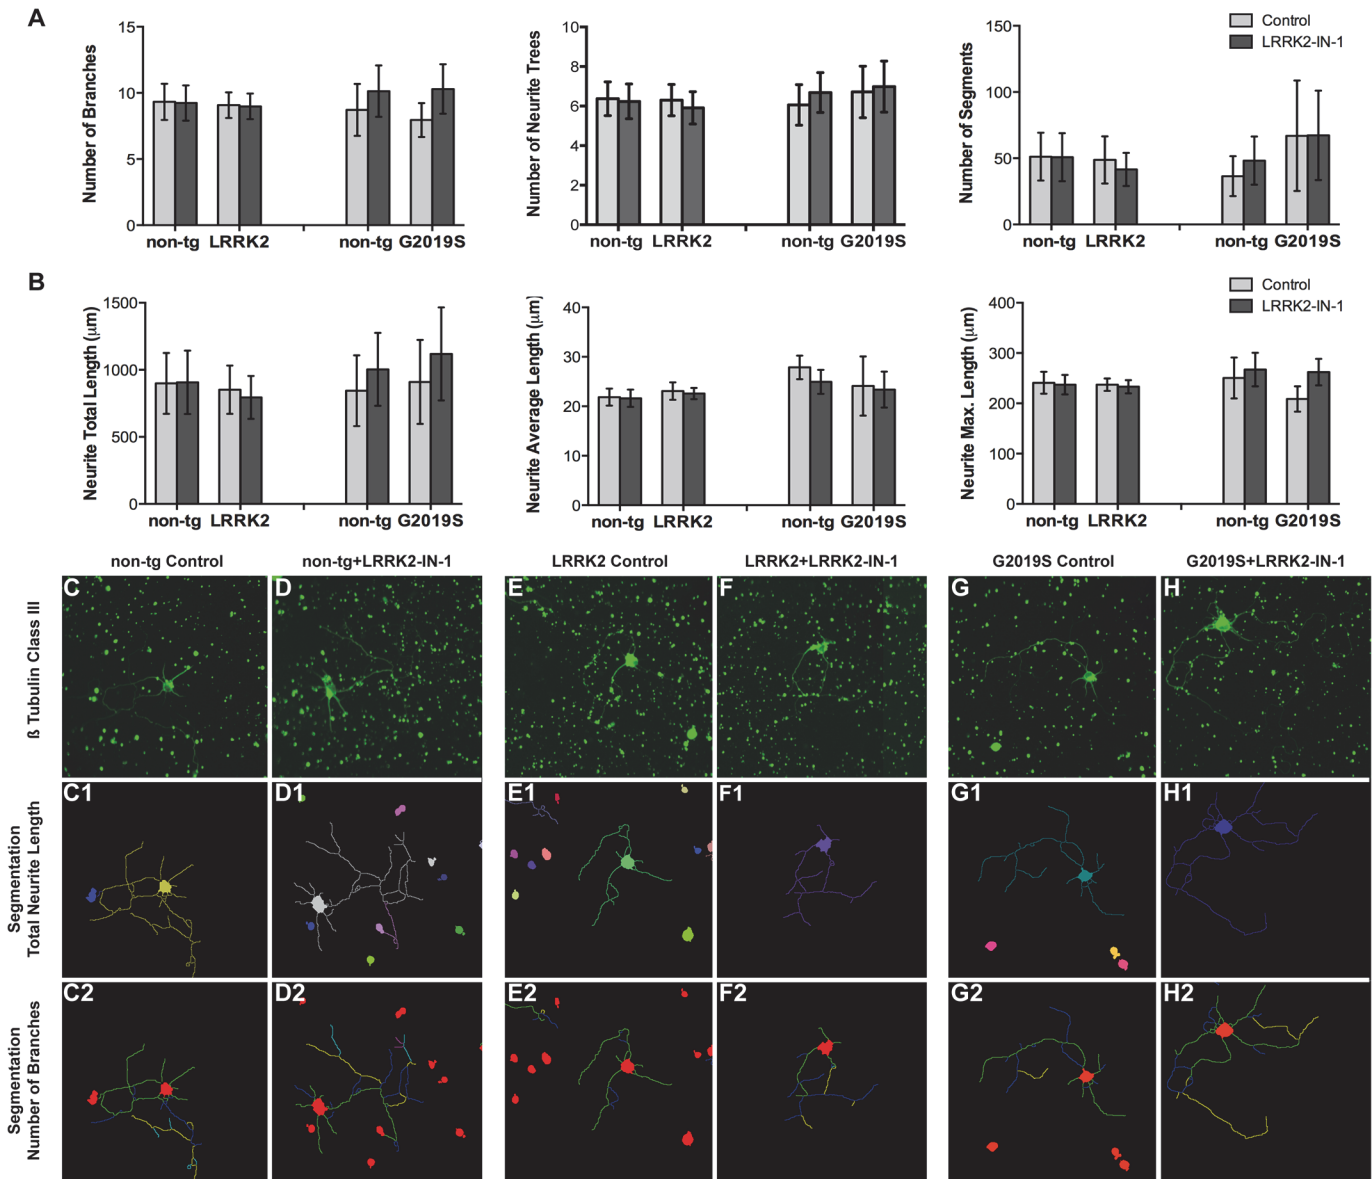 A
Number of Branches
15
10
5
0
non-tg LRRK2 non-tg G2019S
Number of Neurite Trees
10
8
6
4
2
0
non-tg LRRK2 non-tg G2019S
Number of Segments
150
100
50
0
non-tg LRRK2 non-tg G2019S
Control
LRRK2-IN-1
B
Neurite Total Length (μm)
1500
1000
500
0
non-tg LRRK2 non-tg G2019S
Neurite Average Length (μm)
40
30
20
10
0
non-tg LRRK2 non-tg G2019S
Neurite Max. Length (μm)
400
300
200
100
0
non-tg LRRK2 non-tg G2019S
Control
LRRK2-IN-1
non-tg Control non-tg+LRRK2-IN-1 LRRK2 Control LRRK2+LRRK2-IN-1 G2019S Control G2019S+LRRK2-IN-1
ß Tubulin Class III
C D E F G H
Segmentation
Total Neurite Length
C1 D1 E1 F1 G1 H1
Segmentation
Number of Branches
C2 D2 E2 F2 G2 H2